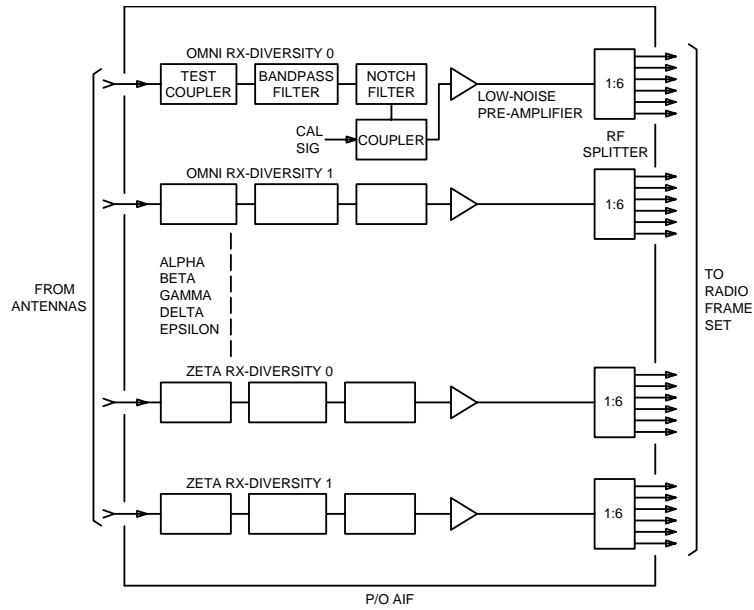 OMNI RX-DIVERSITY 0
TEST
COUPLER
BANDPASS
FILTER
NOTCH
FILTER
CAL
SIG
COUPLER
LOW-NOISE
PRE-AMPLIFIER
1:6
RF
SPLITTER
OMNI RX-DIVERSITY 1
1:6
FROM
ANTENNAS
ALPHA
BETA
GAMMA
DELTA
EPSILON
TO
RADIO
FRAME
SET
ZETA RX-DIVERSITY 0
1:6
ZETA RX-DIVERSITY 1
1:6
P/O AIF